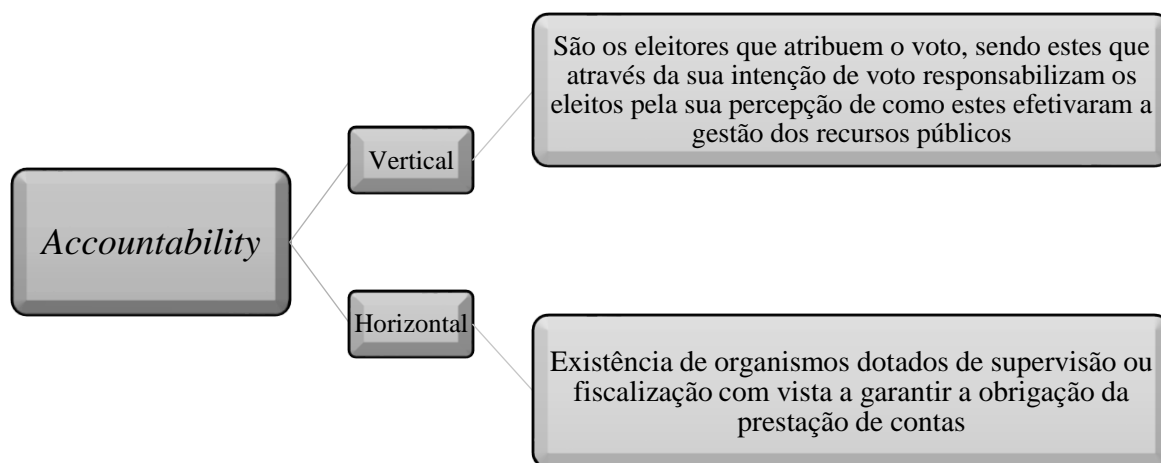 Accountability
Vertical
São os eleitores que atribuem o voto, sendo estes que
através da sua intenção de voto responsabilizam os
eleitos pela sua percepção de como estes efetivaram a
gestão dos recursos públicos
Horizontal
Existência de organismos dotados de supervisão ou
fiscalização com vista a garantir a obrigação da
prestação de contas